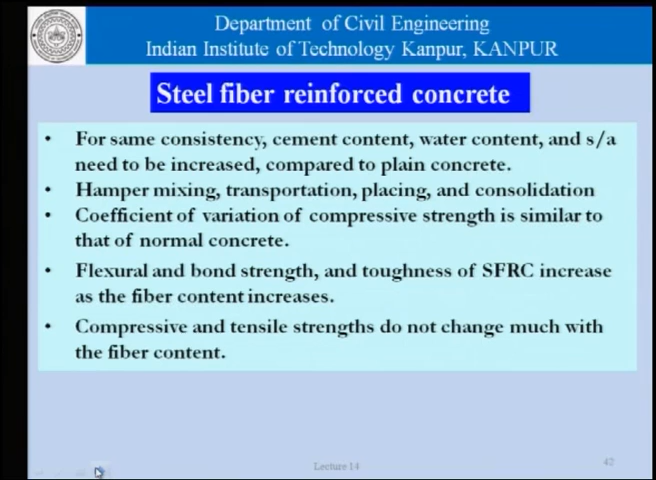 Department of Civil Engineering
Indian Institute of Technology Kanpur, KANPUR
Steel fiber reinforced concrete
• For same consistency, cement content, water content, and s/a
need to be increased, compared to plain concrete.
• Hamper mixing, transportation, placing, and consolidation
• Coefficient of variation of compressive strength is similar to
that of normal concrete.
• Flexural and bond strength, and toughness of SFRC increase
as the fiber content increases.
• Compressive and tensile strengths do not change much with
the fiber content.
Lecture 14